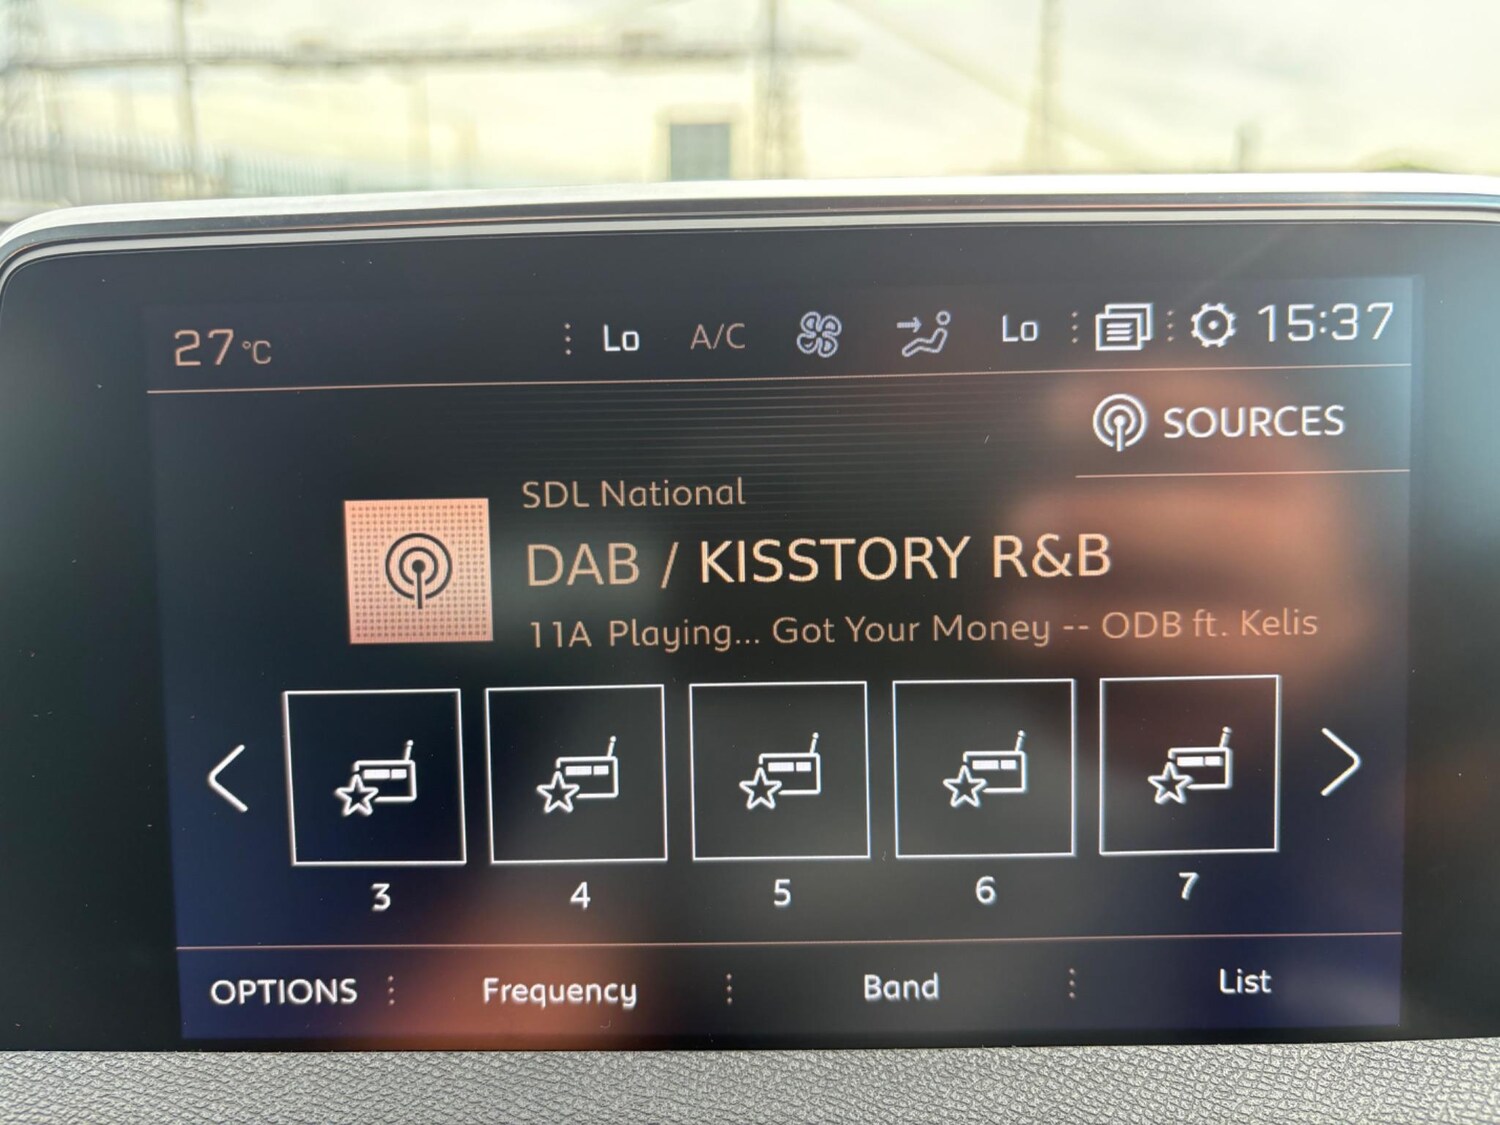 27°C Lo A/C Lo 15:37
SOURCES
SDL National
DAB / KISSTORY R&B
11A Playing... Got Your Money -- ODB ft. Kelis
3 4 5 6 7
OPTIONS Frequency Band List